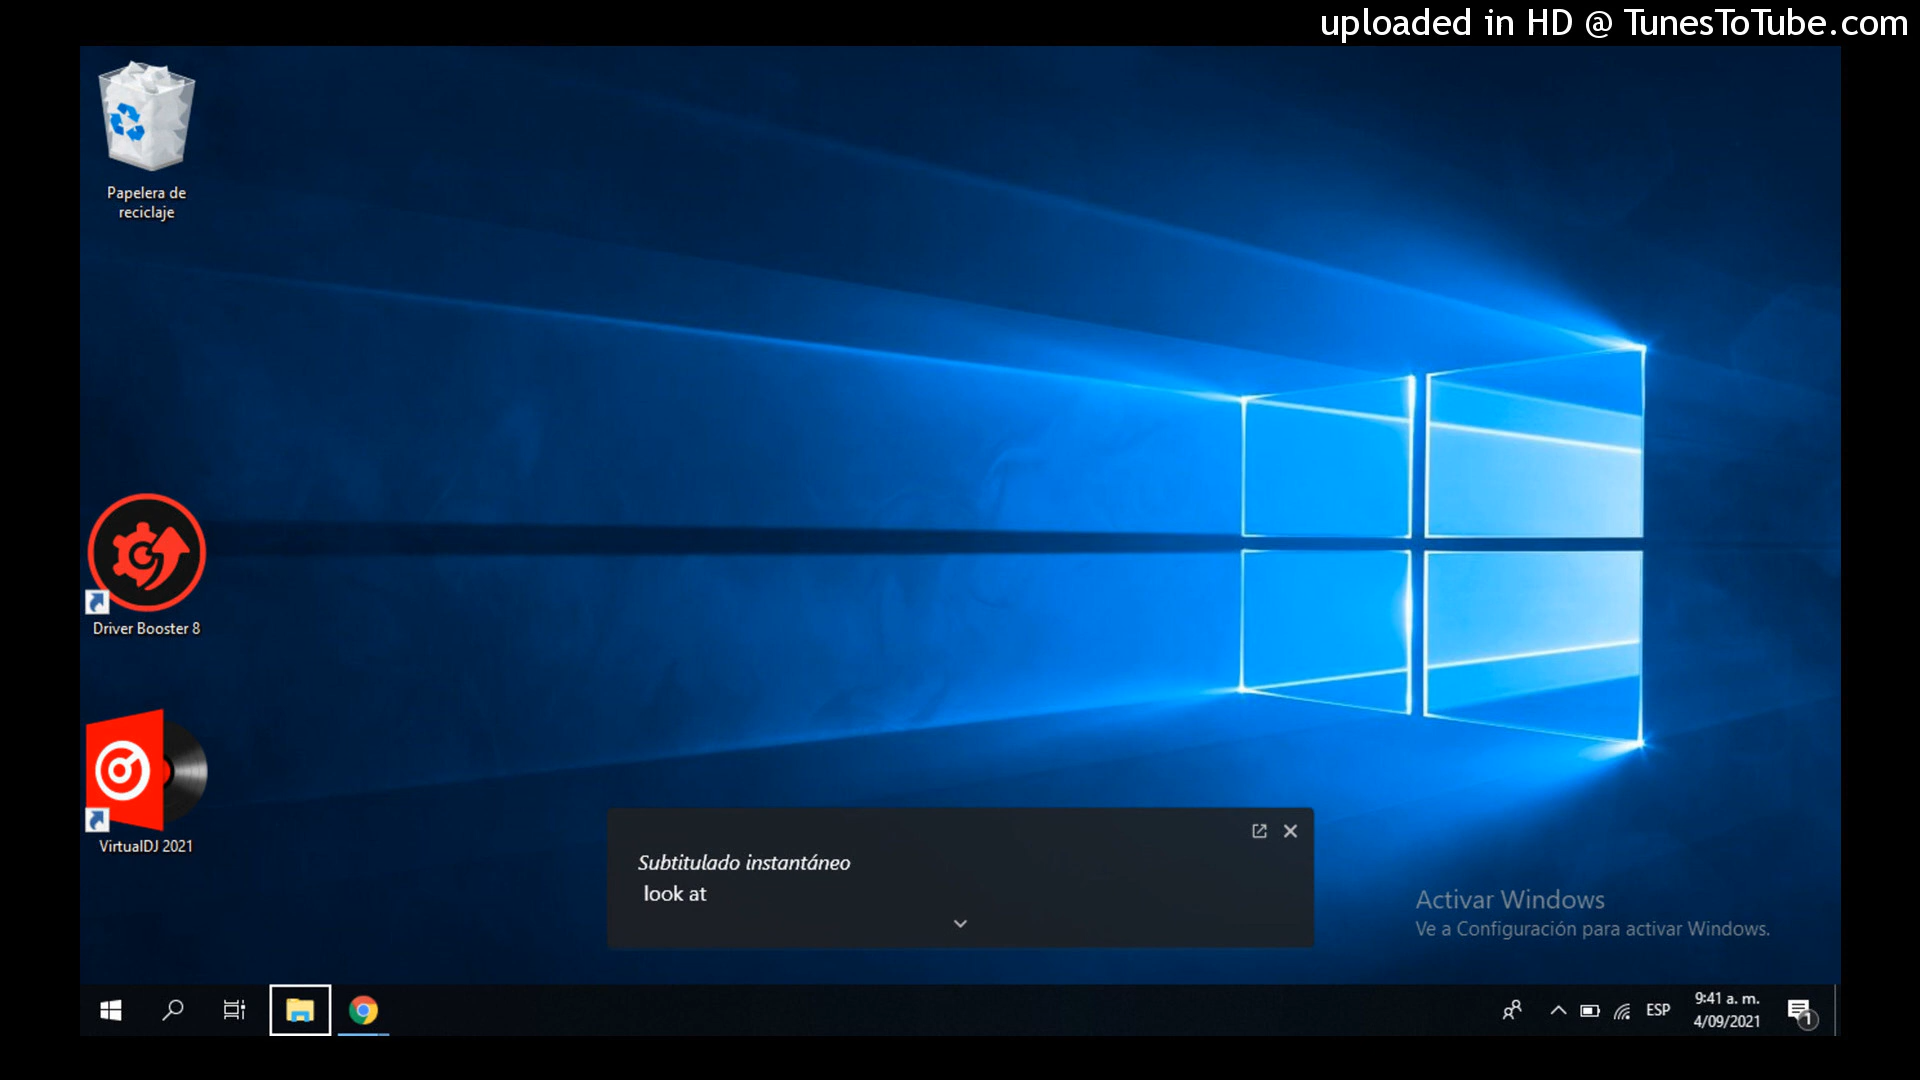 uploaded in HD @ TunesToTube.com
Papelera de
reciclaje
Driver Booster 8
VirtualDJ 2021
Subtitulado instantáneo
look at
Activar Windows
Ve a Configuración para activar Windows.
ESP
9:41 a. m.
4/09/2021
1